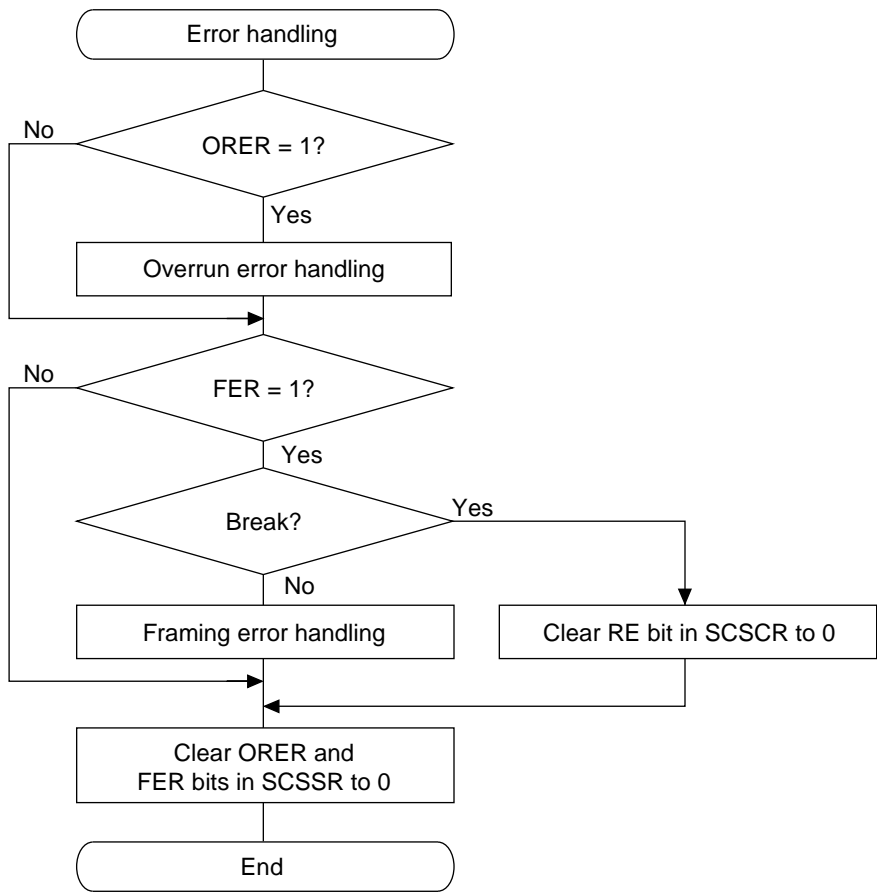 Error handling
No
ORER = 1?
Yes
Overrun error handling
No
FER = 1?
Yes
Break?
Yes
No
Framing error handling
Clear RE bit in SCSCR to 0
Clear ORER and
FER bits in SCSSR to 0
End